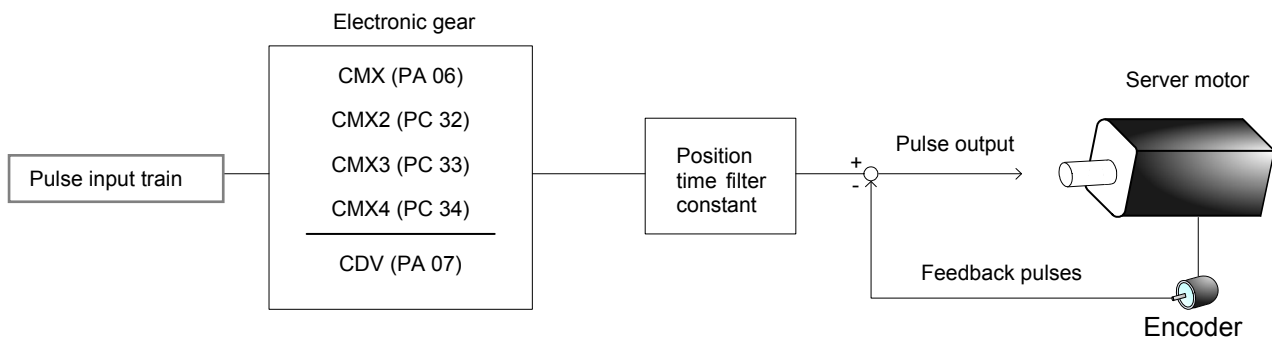 Electronic gear
CMX (PA 06)
CMX2 (PC 32)
CMX3 (PC 33)
CMX4 (PC 34)
CDV (PA 07)
Pulse input train
Position
time filter
constant
+
-
Pulse output
Server motor
Feedback pulses
Encoder